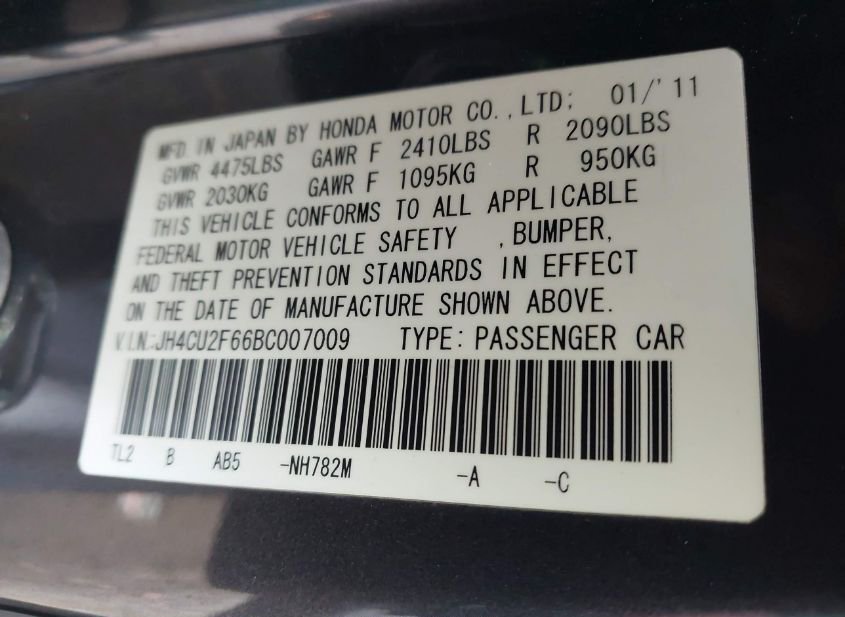 MFD. IN JAPAN BY HONDA MOTOR CO.,LTD; 01/'11
GVWR 4475LBS GAWR F 2410LBS R 2090LBS
GVWR 2030KG GAWR F 1095KG R 950KG
THIS VEHICLE CONFORMS TO ALL APPLICABLE
FEDERAL MOTOR VEHICLE SAFETY , BUMPER,
AND THEFT PREVENTION STANDARDS IN EFFECT
ON THE DATE OF MANUFACTURE SHOWN ABOVE.
V.I.N.:JH4CU2F66BC007009 TYPE: PASSENGER CAR
TL2 B AB5 -NH782M -A -C